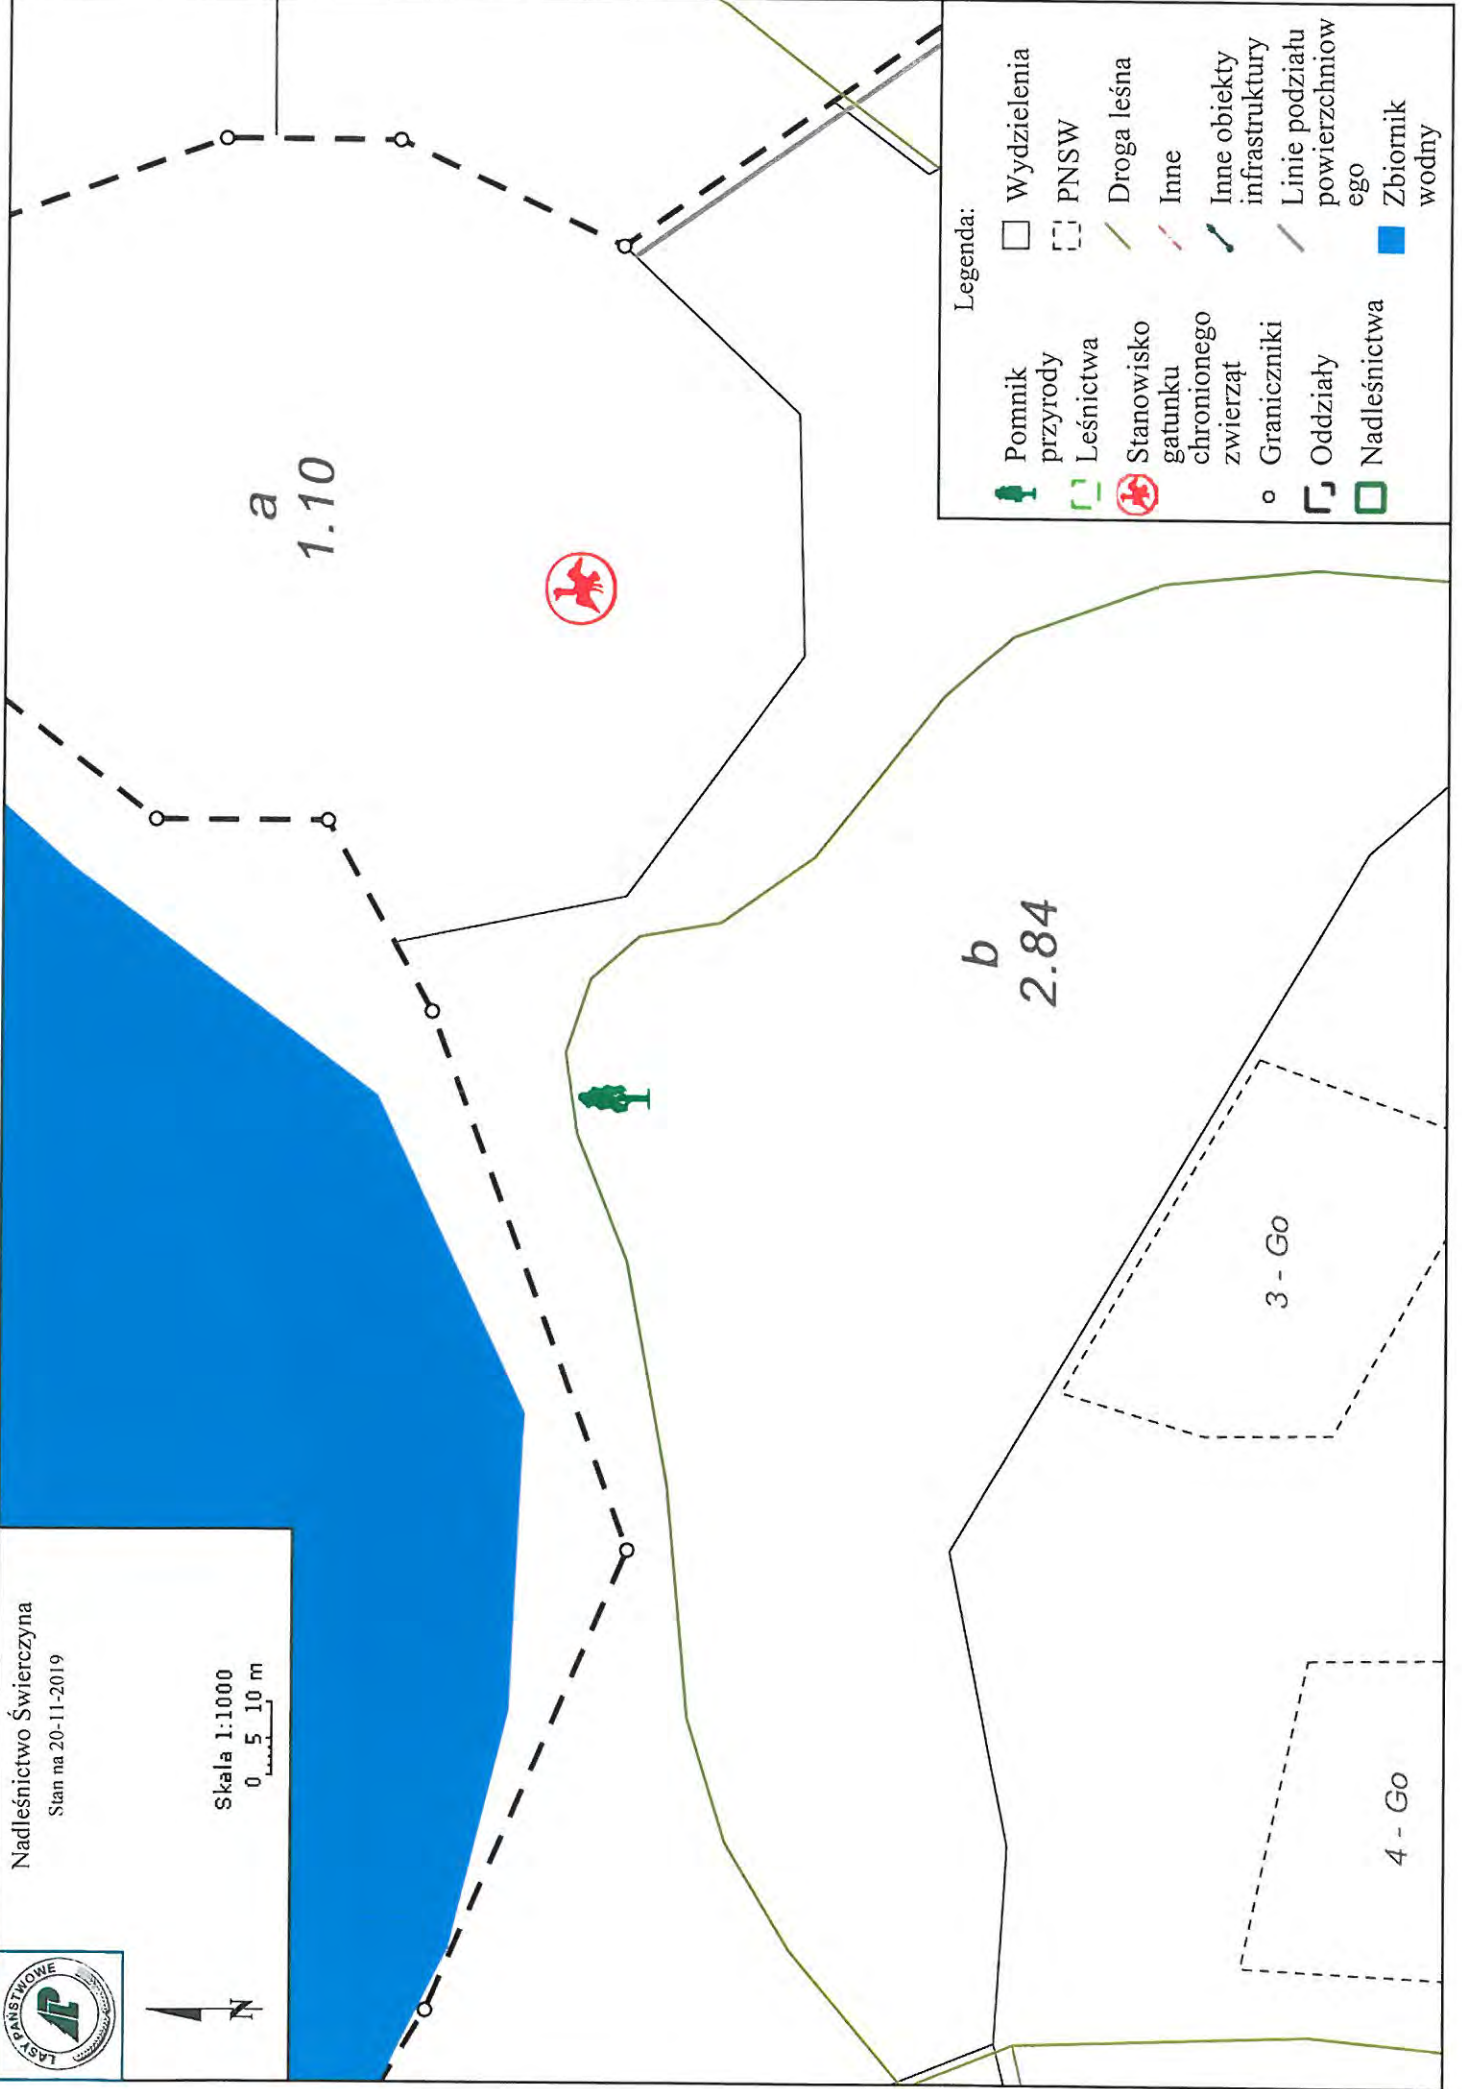 Nadleśnictwo Świerczyna
Stan na 20-11-2019
LASY PAŃSTWOWE
N
Skala 1:1000
0 5 10 m
a
1.10
b
2.84
3 - Go
4 - Go
Legenda:
Pomnik
przyrody
Leśnictwa
Stanowisko
gatunku
chronionego
zwierząt
Graniczniki
Oddziały
Nadleśnictwa
Wydzielenia
PNSW
Droga leśna
Inne
Inne obiekty
infrastruktury
Linie podziału
powierzchniow
ego
Zbiornik
wodny